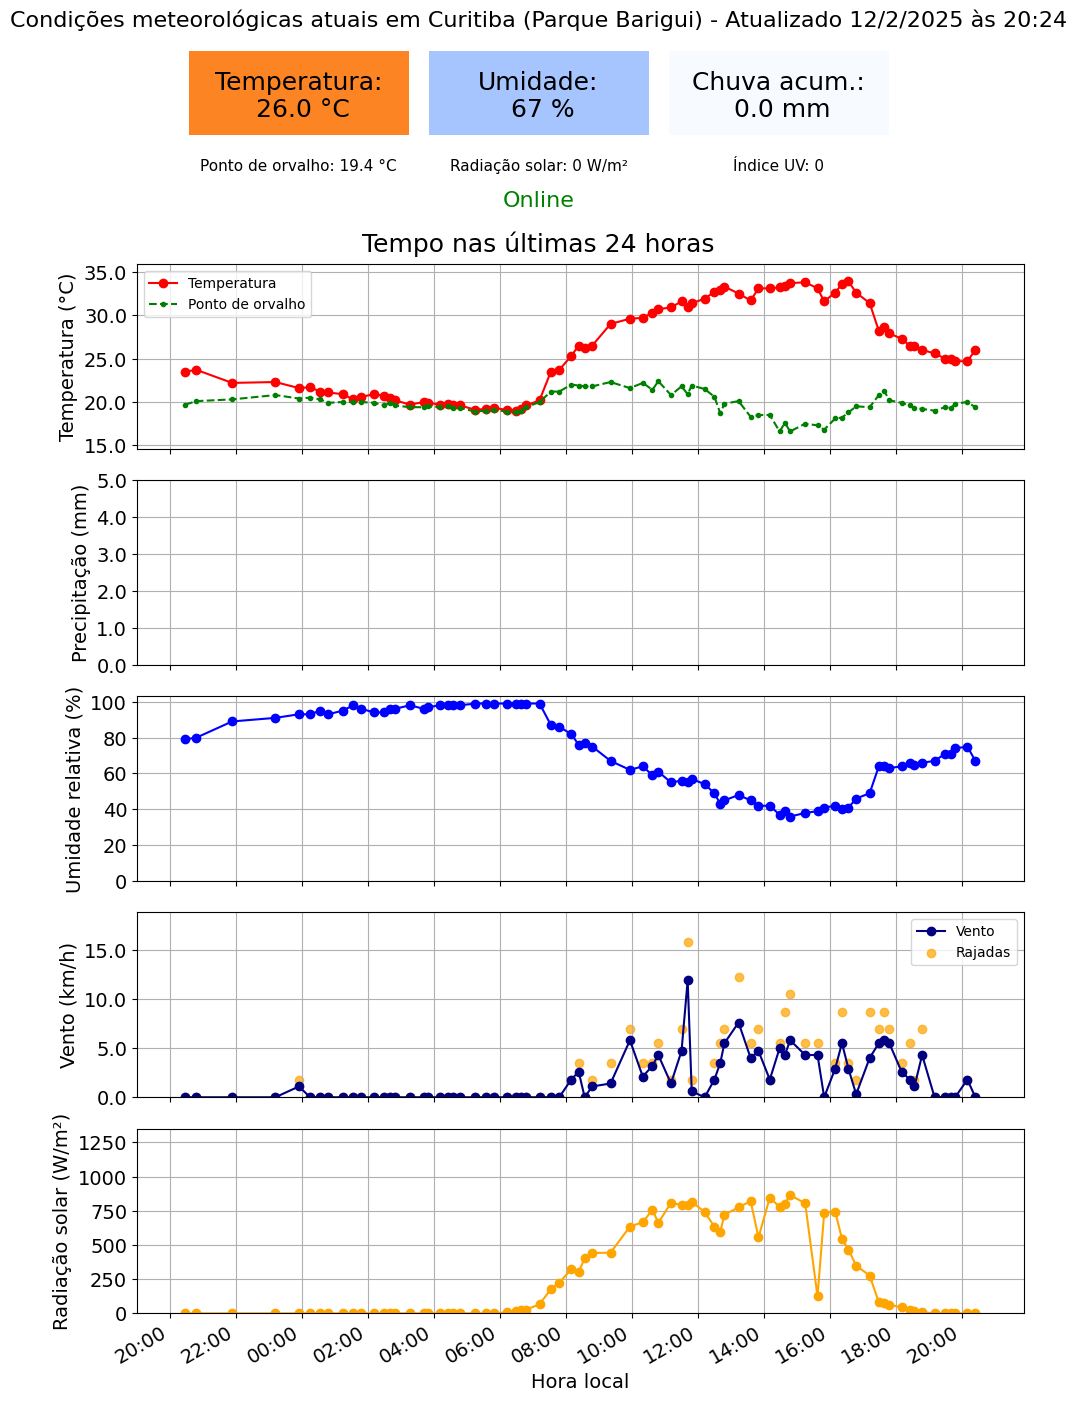 Condições meteorológicas atuais em Curitiba (Parque Barigui) - Atualizado 12/2/2025 às 20:24
Temperatura:
26.0 °C
Umidade:
67 %
Chuva acum.:
0.0 mm
Ponto de orvalho: 19.4 °C
Radiação solar: 0 W/m²
Índice UV: 0
Online
Tempo nas últimas 24 horas
Temperatura (°C)
35.0
30.0
25.0
20.0
15.0
Temperatura
Ponto de orvalho
Precipitação (mm)
5.0
4.0
3.0
2.0
1.0
0.0
Umidade relativa (%)
100
80
60
40
20
0
Vento (km/h)
15.0
10.0
5.0
0.0
Vento
Rajadas
Radiação solar (W/m²)
1250
1000
750
500
250
0
20:00
22:00
00:00
02:00
04:00
06:00
08:00
10:00
12:00
14:00
16:00
18:00
20:00
Hora local